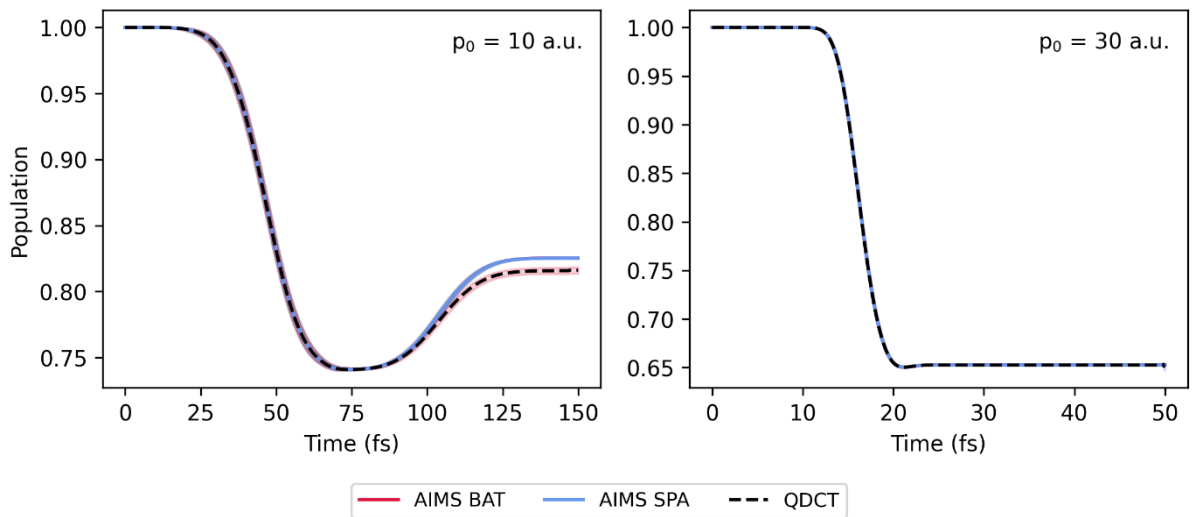 p₀ = 10 a.u.
1.00
0.95
0.90
0.85
0.80
0.75
Population
0 25 50 75 100 125 150
Time (fs)
p₀ = 30 a.u.
1.00
0.95
0.90
0.85
0.80
0.75
0.70
0.65
0 10 20 30 40 50
Time (fs)
AIMS BAT AIMS SPA QDCT